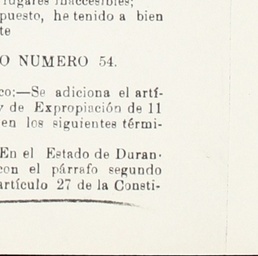 lugares inaccesibles;
puesto, he tenido a bien
te
O NUMERO 54.
co:—Se adiciona el artí-
y de Expropiación de 11
en los siguientes térmi-
En el Estado de Duran-
con el párrafo segundo
artículo 27 de la Consti-